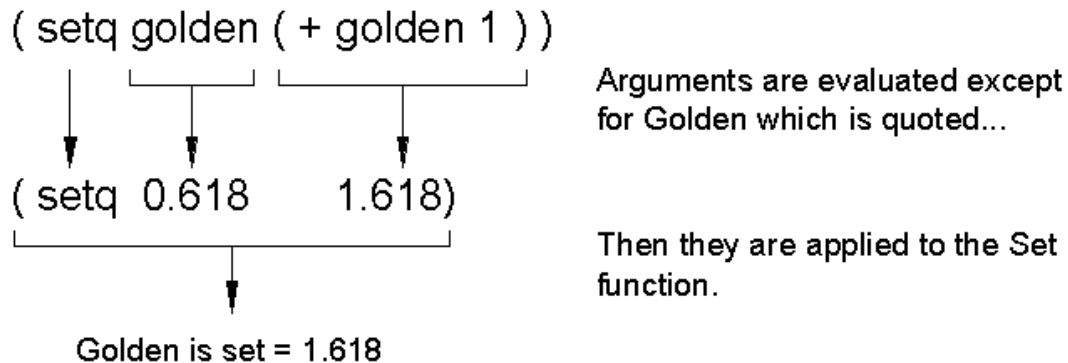 ( setq golden ( + golden 1 ) )
Arguments are evaluated except
for Golden which is quoted...
( setq 0.618 1.618)
Then they are applied to the Set
function.
Golden is set = 1.618